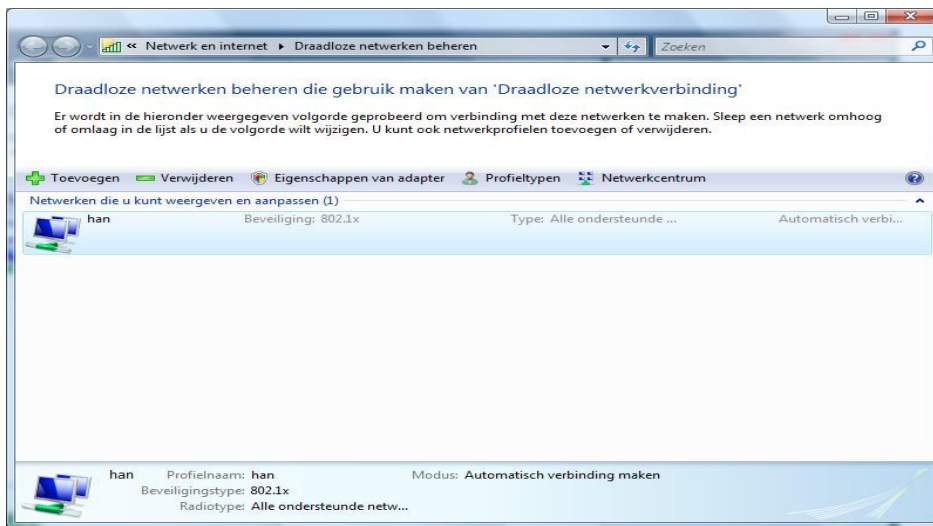 « Netwerk en internet ▸ Draadloze netwerken beheren
Zoeken
Draadloze netwerken beheren die gebruik maken van 'Draadloze netwerkverbinding'
Er wordt in de hieronder weergegeven volgorde geprobeerd om verbinding met deze netwerken te maken. Sleep een netwerk omhoog
of omlaag in de lijst als u de volgorde wilt wijzigen. U kunt ook netwerkprofielen toevoegen of verwijderen.
Toevoegen Verwijderen Eigenschappen van adapter Profieltypen Netwerkcentrum
Netwerken die u kunt weergeven en aanpassen (1)
han Beveiliging: 802.1x Type: Alle ondersteunde ... Automatisch verbi...
han Profielnaam: han Modus: Automatisch verbinding maken
Beveiligingstype: 802.1x
Radiotype: Alle ondersteunde netw...